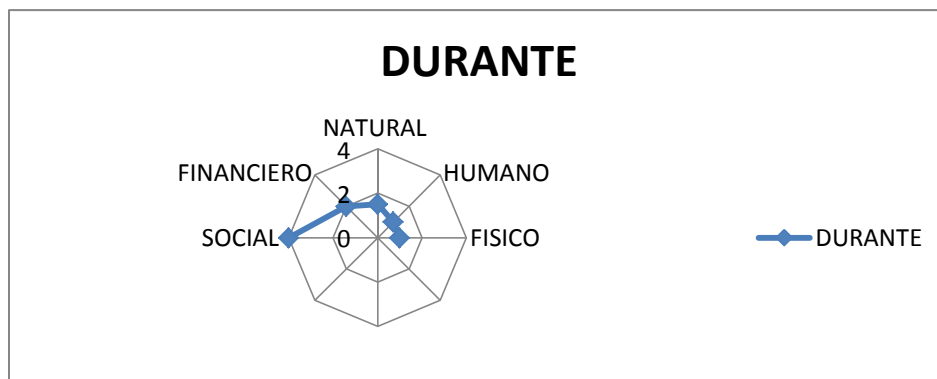 DURANTE
NATURAL
4
FINANCIERO
HUMANO
2
SOCIAL
0
FISICO
DURANTE